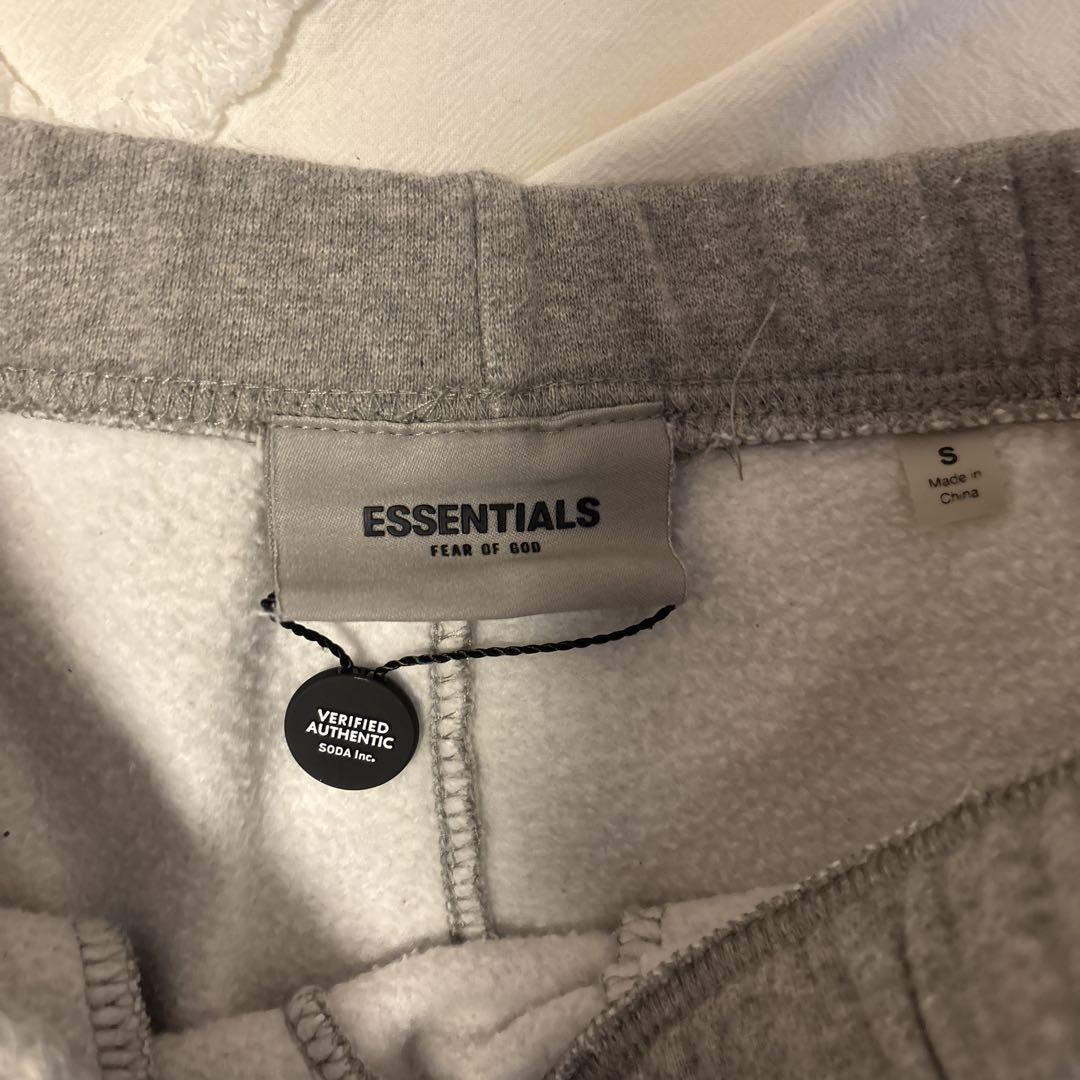 ESSENTIALS
FEAR OF GOD
S
Made in
China
VERIFIED
AUTHENTIC
SODA Inc.